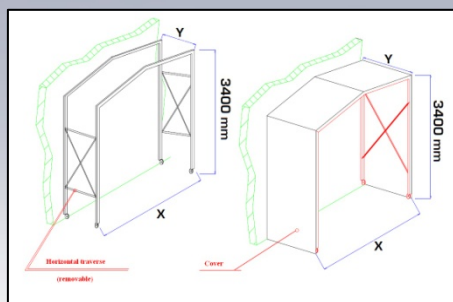 Y
3400 mm
X
Horizontal traverse
(removable)
Y
3400 mm
X
Cover